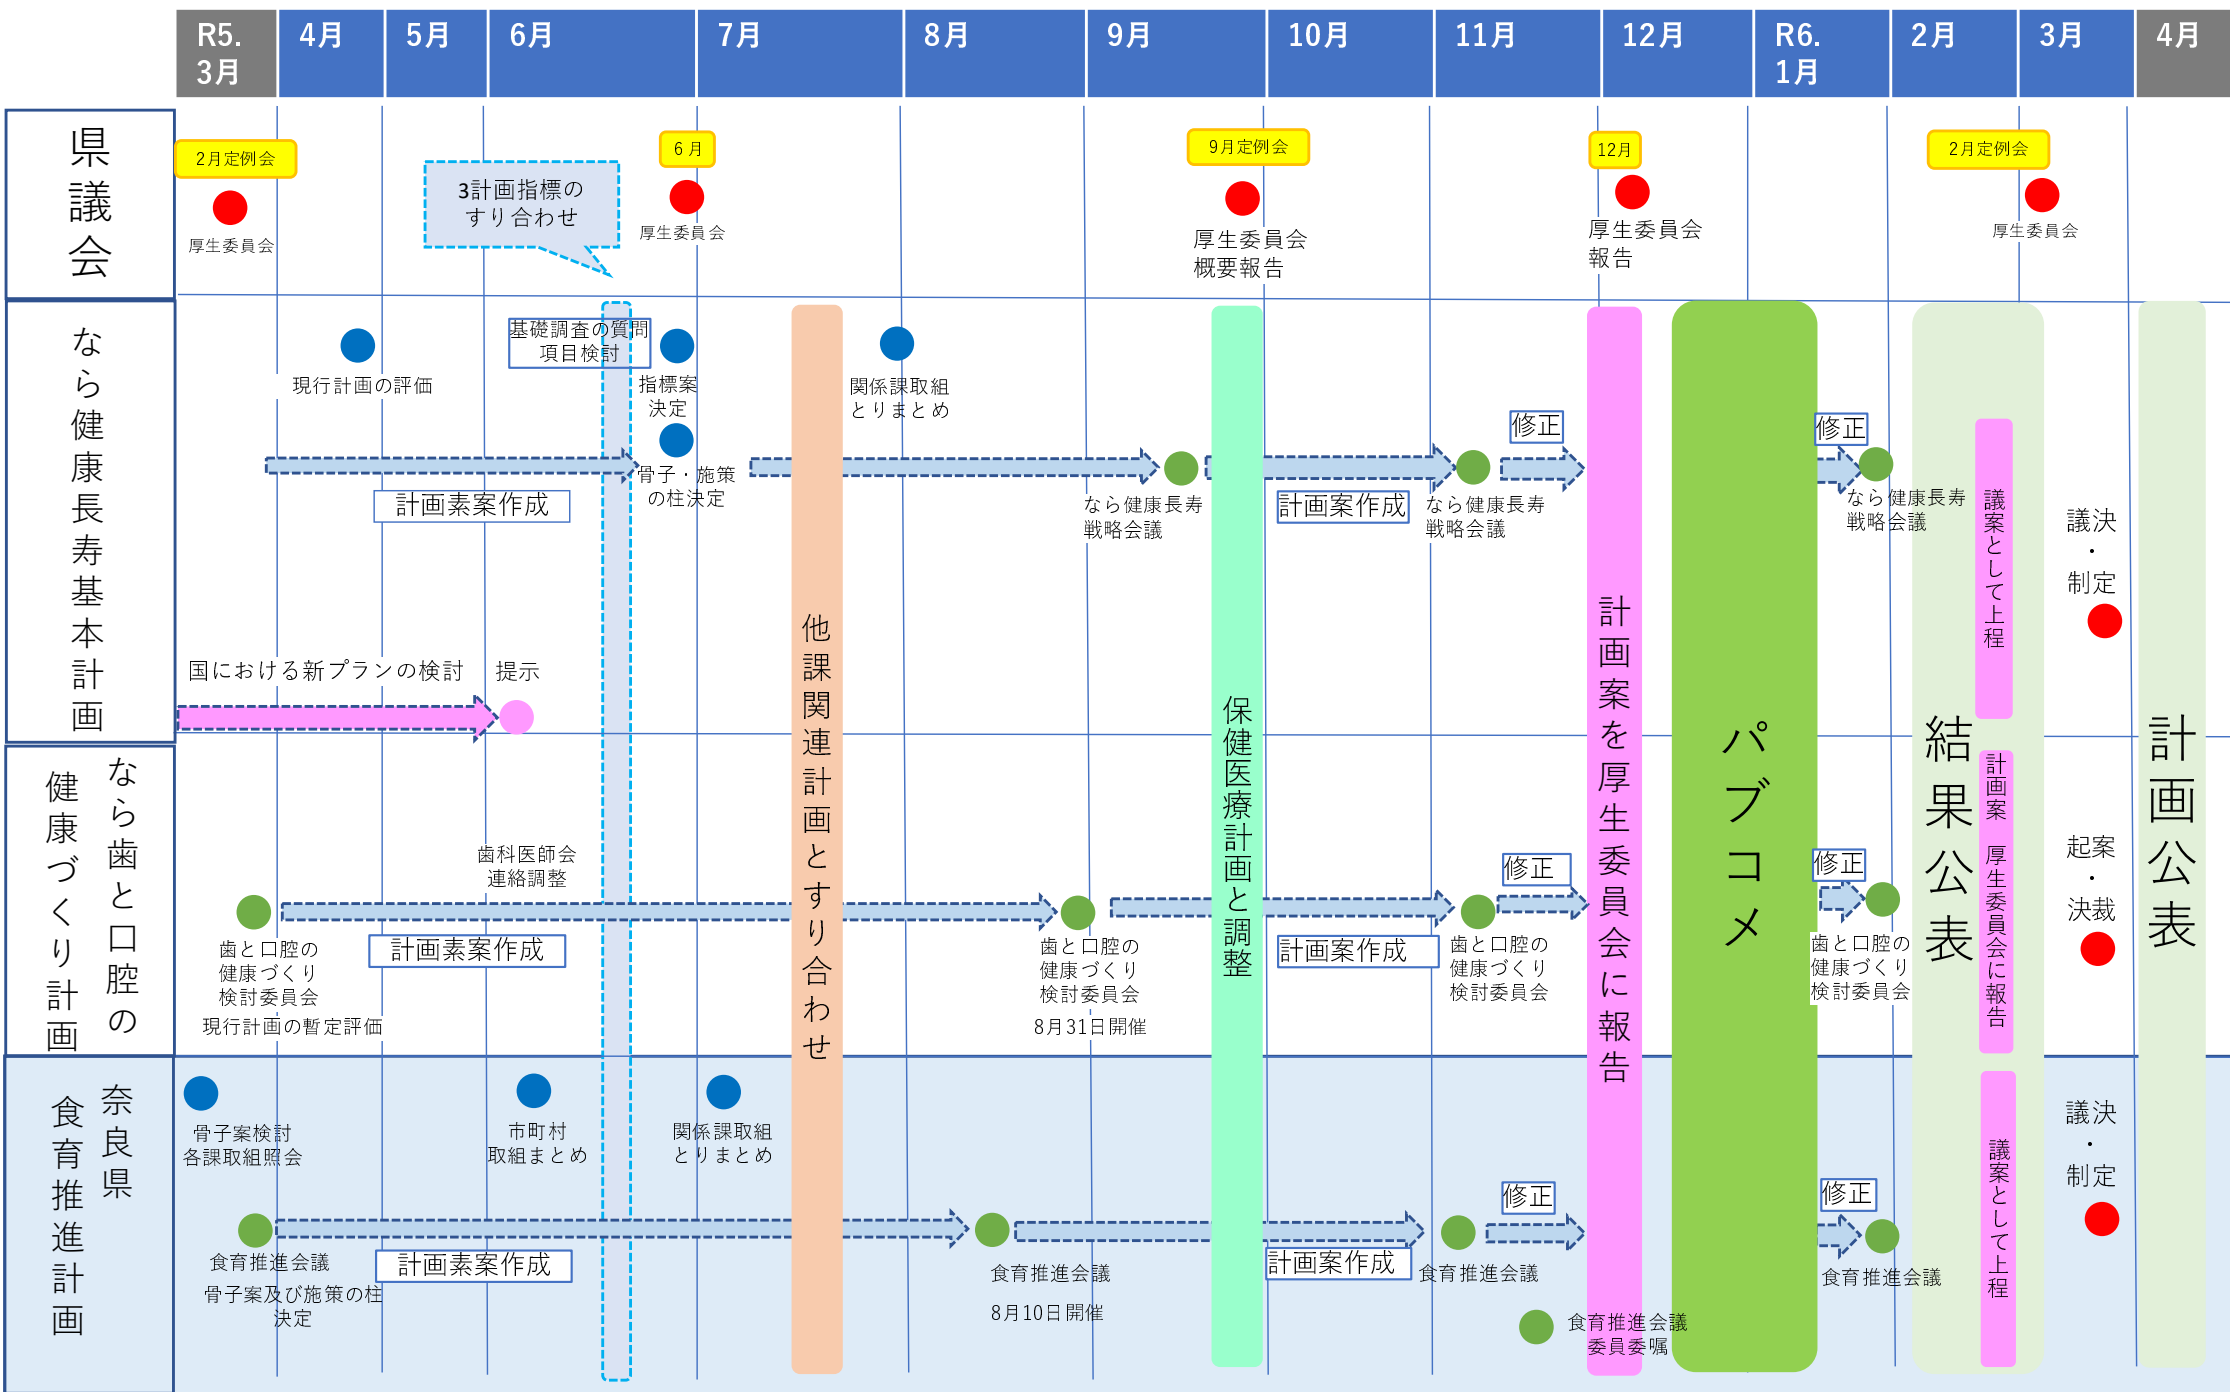 R5.
3月
4月
5月
6月
7月
8月
9月
10月
11月
12月
R6.
1月
2月
3月
4月
県議会
2月定例会
厚生委員会
3計画指標の
すり合わせ
6月
厚生委員会
9月定例会
厚生委員会
概要報告
12月
厚生委員会
報告
2月定例会
厚生委員会
なら健康長寿基本計画
現行計画の評価
基礎調査の質問
項目検討
指標案
決定
骨子・施策
の柱決定
計画素案作成
関係課取組
とりまとめ
なら健康長寿
戦略会議
計画案作成
なら健康長寿
戦略会議
修正
修正
なら健康長寿
戦略会議
議案として上程
議決
・
制定
国における新プランの検討
提示
他課関連計画とすり合わせ
保健医療計画と調整
計画案を厚生委員会に報告
パブコメ
結果公表
計画公表
なら歯と口腔の
健康づくり計画
歯と口腔の
健康づくり
検討委員会
現行計画の暫定評価
歯科医師会
連絡調整
計画素案作成
歯と口腔の
健康づくり
検討委員会
8月31日開催
計画案作成
歯と口腔の
健康づくり
検討委員会
修正
修正
歯と口腔の
健康づくり
検討委員会
計画案 厚生委員会に報告
起案
・
決裁
奈良県
食育推進計画
骨子案検討
各課取組照会
食育推進会議
骨子案及び施策の柱
決定
市町村
取組まとめ
計画素案作成
関係課取組
とりまとめ
食育推進会議
8月10日開催
計画案作成
食育推進会議
修正
食育推進会議
委員委嘱
修正
食育推進会議
議案として上程
議決
・
制定